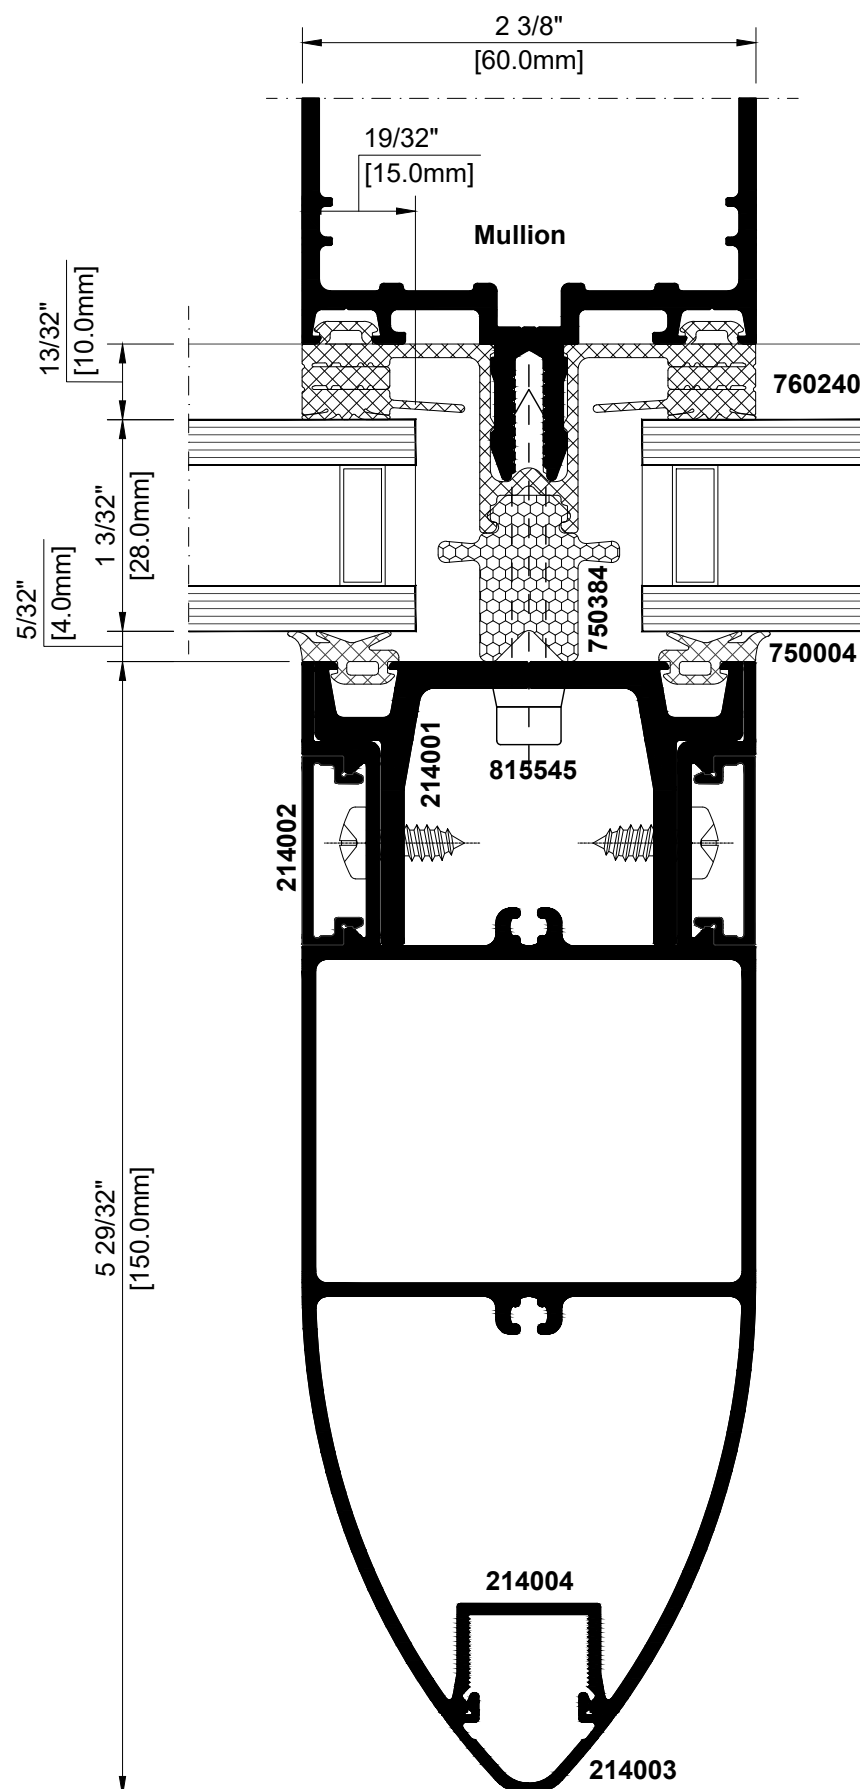 2 3/8"
[60.0mm]
19/32"
[15.0mm]
Mullion
13/32"
[10.0mm]
760240
1 3/32"
[28.0mm]
5/32"
[4.0mm]
750384
750004
214001
815545
214002
5 29/32"
[150.0mm]
214004
214003